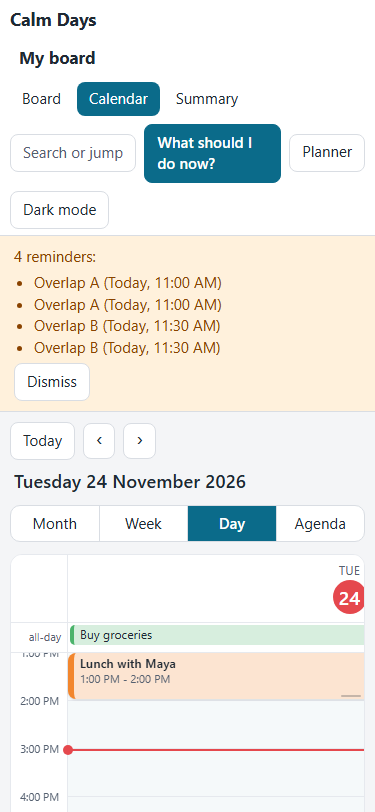 Calm Days
My board
Board Calendar Summary
Search or jump
What should I
do now?
Planner
Dark mode
4 reminders:
Overlap A (Today, 11:00 AM)
Overlap A (Today, 11:00 AM)
Overlap B (Today, 11:30 AM)
Overlap B (Today, 11:30 AM)
Dismiss
Today ‹ ›
Tuesday 24 November 2026
Month Week Day Agenda
TUE
24
all-day Buy groceries
1:00 PM
Lunch with Maya
1:00 PM - 2:00 PM
2:00 PM
3:00 PM
4:00 PM